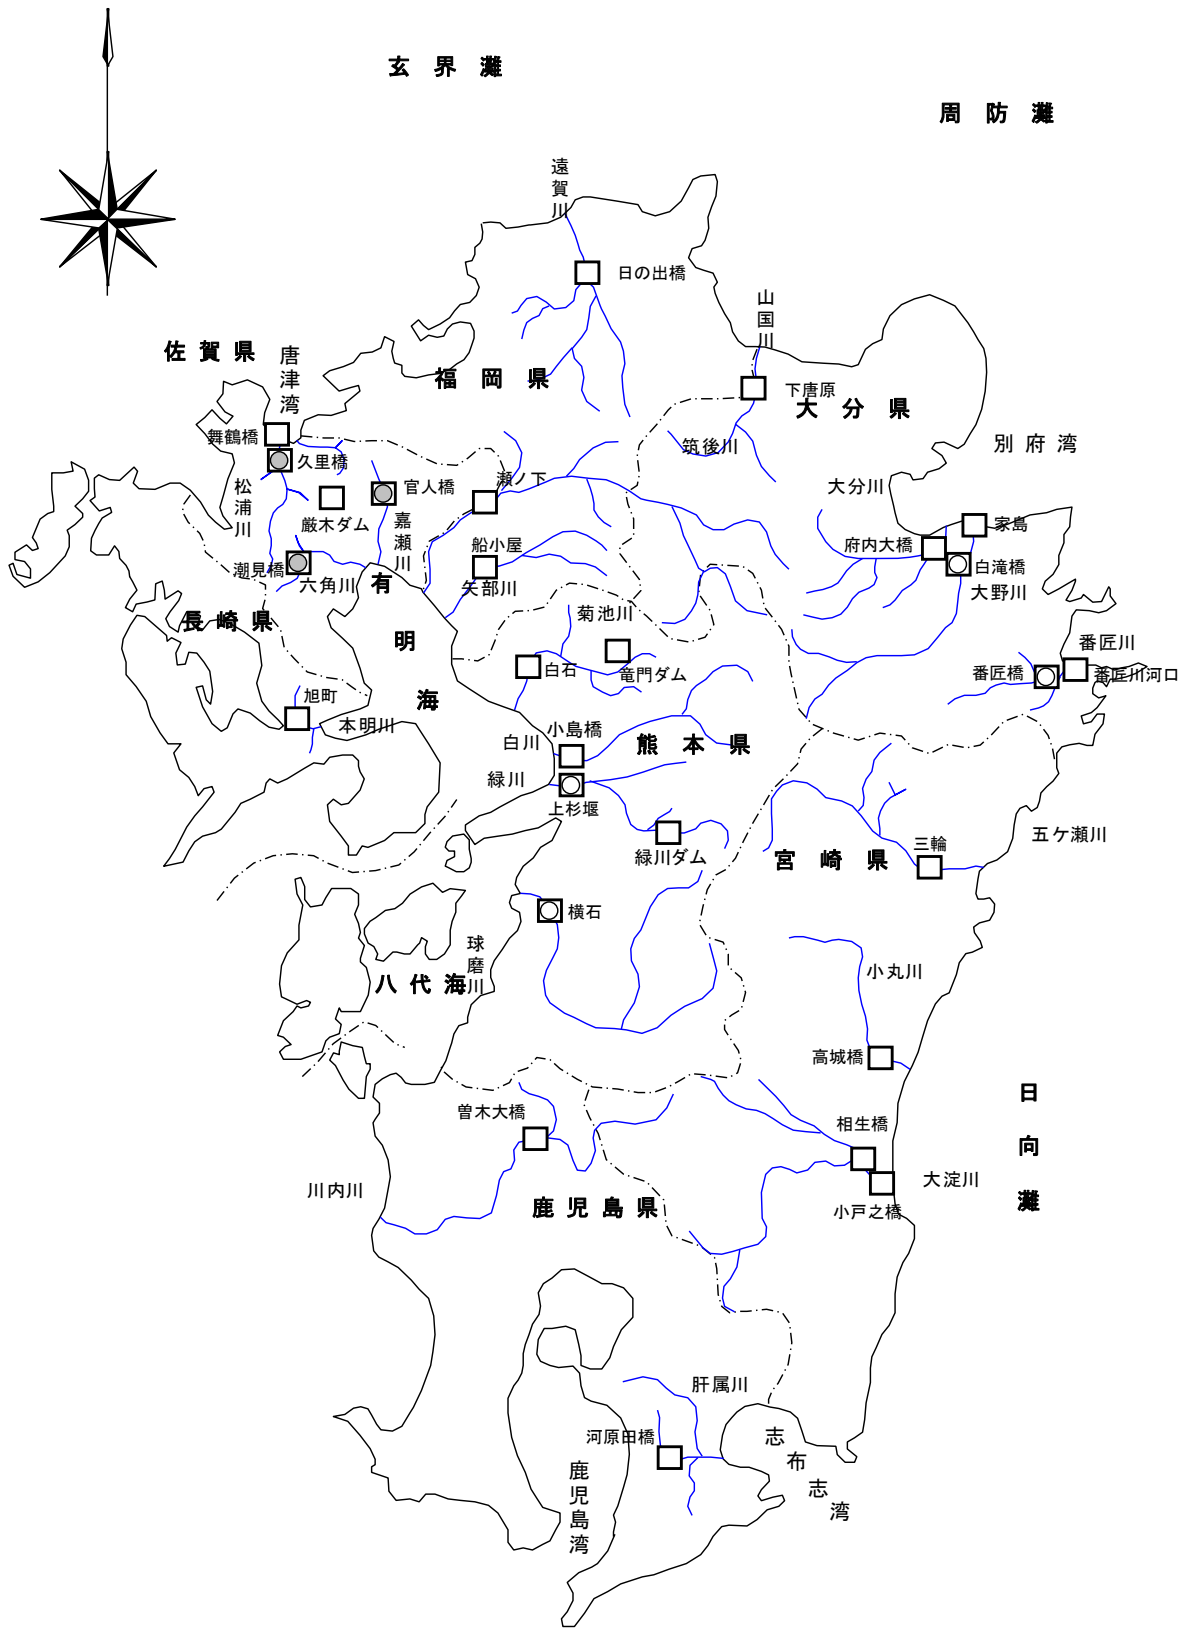 玄界灘
周防灘
遠賀川
日の出橋
山国川
佐賀県
唐津湾
福岡県
下唐原
大分県
舞鶴橋
久里橋
筑後川
別府湾
松浦川
官人橋
瀬ノ下
大分川
厳木ダム
嘉瀬川
家島
船小屋
府内大橋
潮見橋
六角川
矢部川
白滝橋
大野川
有明海
長崎県
菊池川
番匠川
白石
竜門ダム
番匠橋
番匠川河口
旭町
本明川
小島橋
白川
熊本県
緑川
上杉堰
五ケ瀬川
緑川ダム
宮崎県
三輪
横石
球磨川
八代海
小丸川
高城橋
日向灘
曽木大橋
相生橋
川内川
大淀川
鹿児島県
小戸之橋
肝属川
河原田橋
志布志湾
鹿児島湾